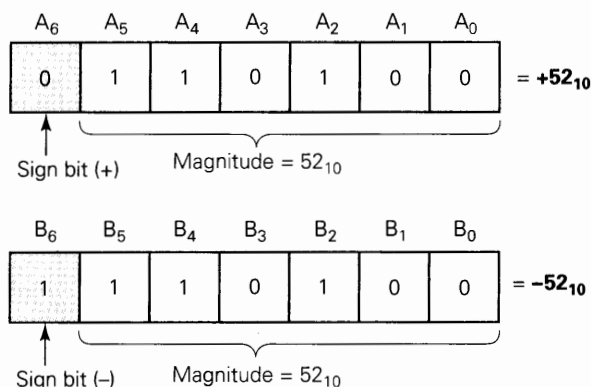 A₆ A₅ A₄ A₃ A₂ A₁ A₀
0 1 1 0 1 0 0 = +52₁₀
Sign bit (+) Magnitude = 52₁₀
B₆ B₅ B₄ B₃ B₂ B₁ B₀
1 1 1 0 1 0 0 = –52₁₀
Sign bit (–) Magnitude = 52₁₀